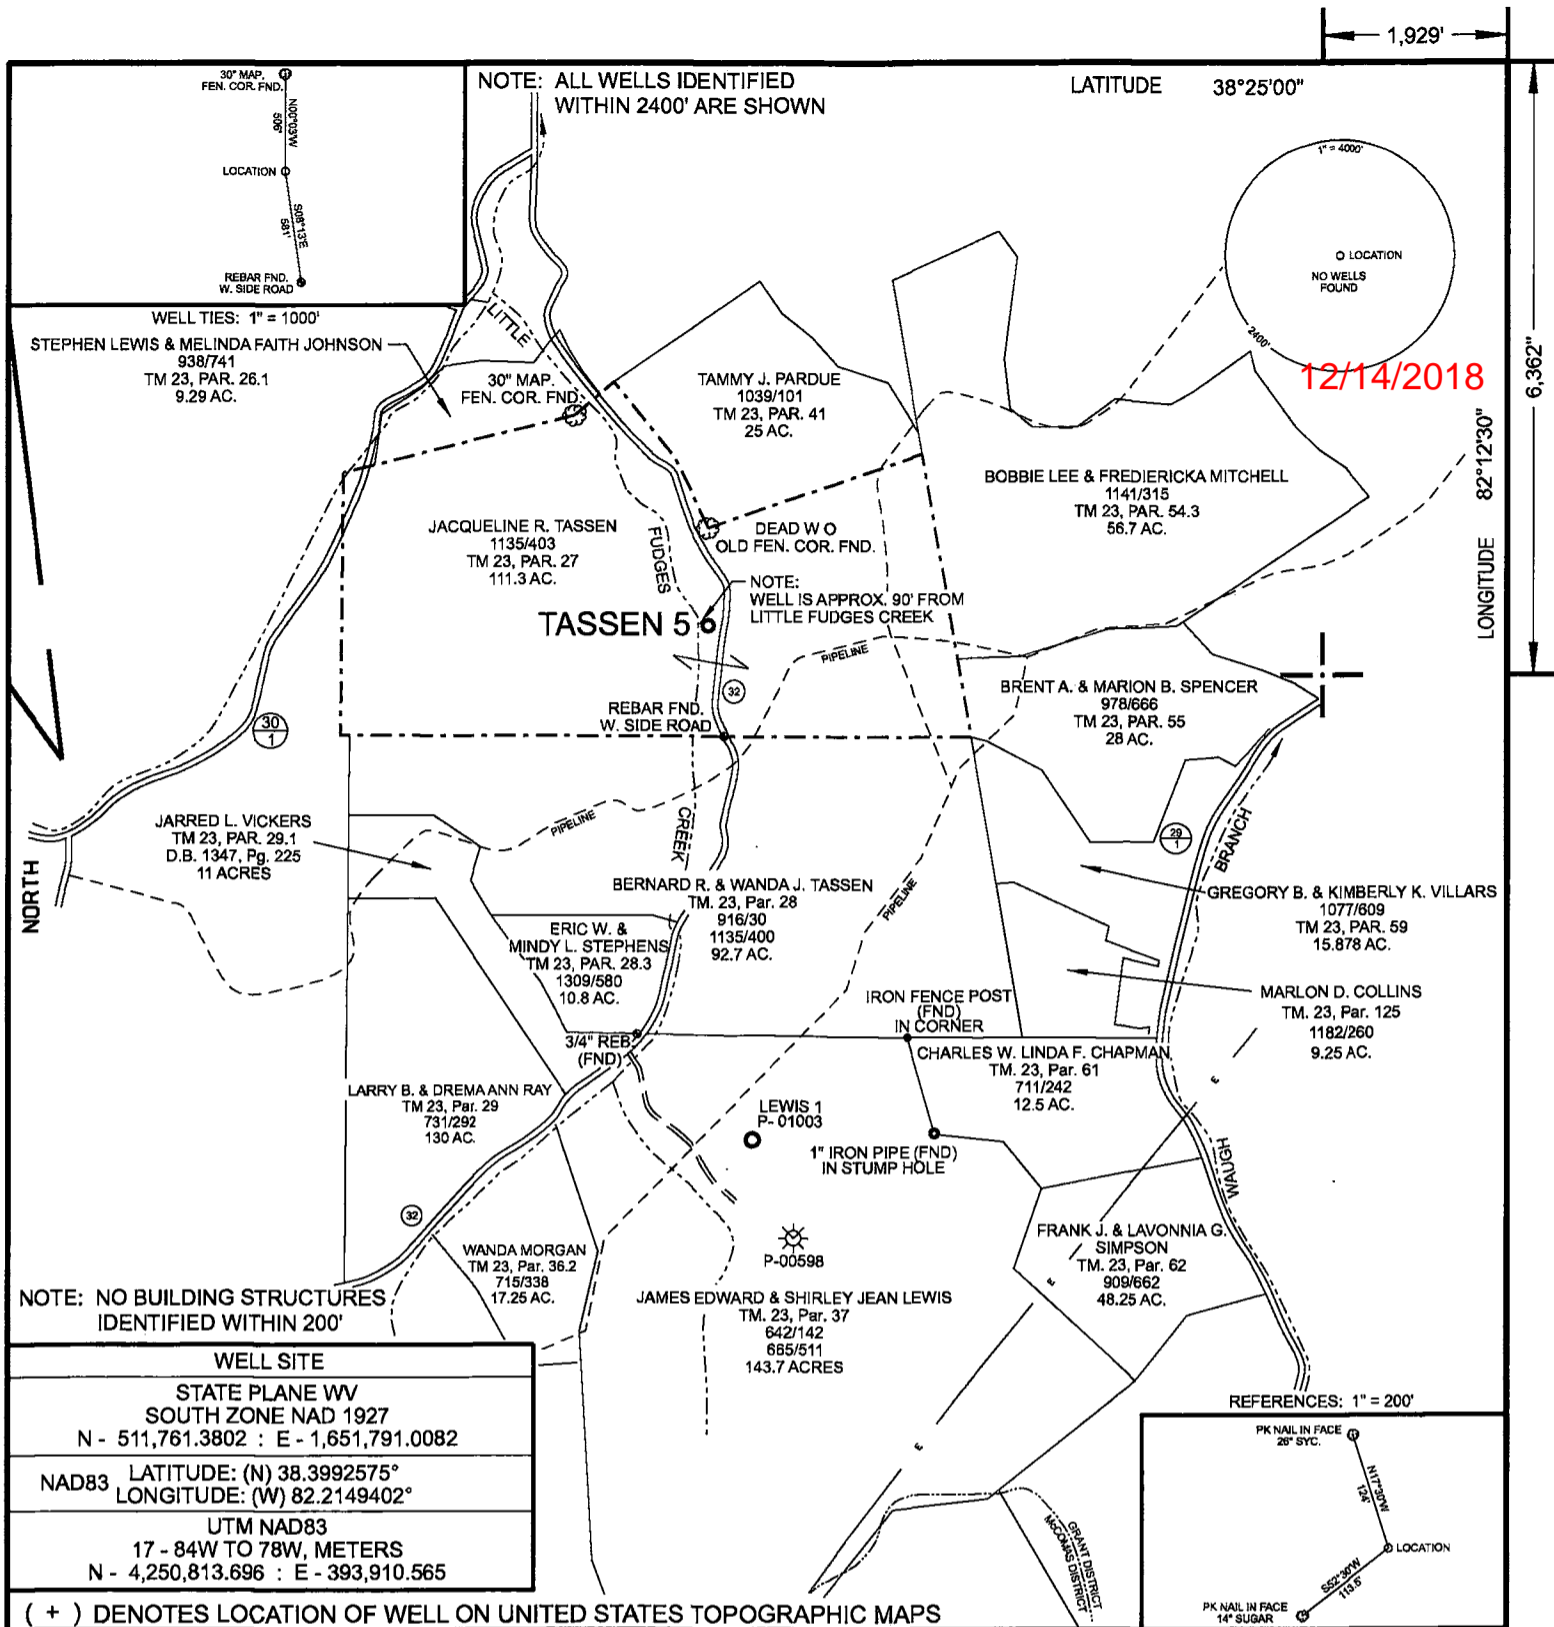 1,929'
30" MAP.
FEN. COR. FND.
N00°03'W
506'
LOCATION
S08°13'E
581'
REBAR FND.
W. SIDE ROAD
WELL TIES: 1" = 1000'
NOTE: ALL WELLS IDENTIFIED
WITHIN 2400' ARE SHOWN
LATITUDE 38°25'00"
1" = 4000'
LOCATION
NO WELLS
FOUND
2400'
12/14/2018
6,362"
LONGITUDE 82°12'30"
STEPHEN LEWIS & MELINDA FAITH JOHNSON
938/741
TM 23, PAR. 26.1
9.29 AC.
LITTLE
30" MAP.
FEN. COR. FND.
TAMMY J. PARDUE
1039/101
TM 23, PAR. 41
25 AC.
BOBBIE LEE & FREDIERICKA MITCHELL
1141/315
TM 23, PAR. 54.3
56.7 AC.
JACQUELINE R. TASSEN
1135/403
TM 23, PAR. 27
111.3 AC.
FUDGES
DEAD W O
OLD FEN. COR. FND.
NOTE:
WELL IS APPROX. 90' FROM
LITTLE FUDGES CREEK
TASSEN 5
PIPELINE
32
REBAR FND.
W. SIDE ROAD
BRENT A. & MARION B. SPENCER
978/666
TM 23, PAR. 55
28 AC.
30
1
NORTH
JARRED L. VICKERS
TM 23, PAR. 29.1
D.B. 1347, Pg. 225
11 ACRES
PIPELINE
CREEK
29
1
BRANCH
BERNARD R. & WANDA J. TASSEN
TM. 23, Par. 28
916/30
1135/400
92.7 AC.
PIPELINE
GREGORY B. & KIMBERLY K. VILLARS
1077/609
TM 23, PAR. 59
15.878 AC.
ERIC W. &
MINDY L. STEPHENS
TM 23, PAR. 28.3
1309/580
10.8 AC.
MARLON D. COLLINS
TM. 23, Par. 125
1182/260
9.25 AC.
IRON FENCE POST
(FND)
IN CORNER
3/4" REB.
(FND)
CHARLES W. LINDA F. CHAPMAN
TM. 23, Par. 61
711/242
12.5 AC.
E
LARRY B. & DREMA ANN RAY
TM 23, Par. 29
731/292
130 AC.
LEWIS 1
P- 01003
1" IRON PIPE (FND)
IN STUMP HOLE
WAUGH
32
WANDA MORGAN
TM 23, Par. 36.2
715/338
17.25 AC.
P-00598
FRANK J. & LAVONNIA G.
SIMPSON
TM. 23, Par. 62
909/662
48.25 AC.
E
JAMES EDWARD & SHIRLEY JEAN LEWIS
TM. 23, Par. 37
642/142
665/511
143.7 ACRES
E
NOTE: NO BUILDING STRUCTURES
IDENTIFIED WITHIN 200'
WELL SITE
STATE PLANE WV
SOUTH ZONE NAD 1927
N - 511,761.3802 : E - 1,651,791.0082
NAD83 LATITUDE: (N) 38.3992575°
LONGITUDE: (W) 82.2149402°
UTM NAD83
17 - 84W TO 78W, METERS
N - 4,250,813.696 : E - 393,910.565
GRANT DISTRICT
McCOMAS DISTRICT
REFERENCES: 1" = 200'
PK NAIL IN FACE
26" SYC.
N17°30'W
124'
LOCATION
S52°30'W
113.5'
PK NAIL IN FACE
14" SUGAR
( + ) DENOTES LOCATION OF WELL ON UNITED STATES TOPOGRAPHIC MAPS